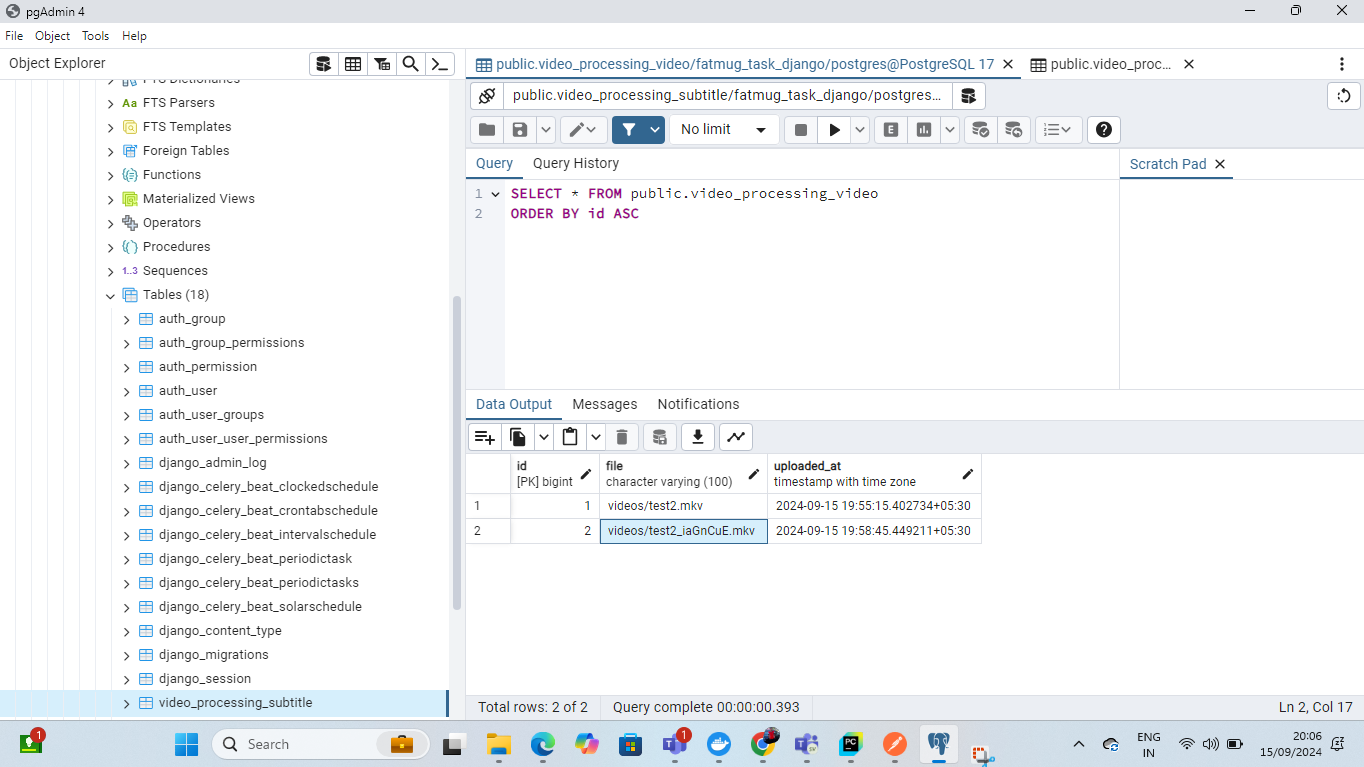 pgAdmin 4
File Object Tools Help
Object Explorer
FTS Dictionaries
Aa FTS Parsers
FTS Templates
Foreign Tables
Functions
Materialized Views
Operators
Procedures
1..3 Sequences
Tables (18)
auth_group
auth_group_permissions
auth_permission
auth_user
auth_user_groups
auth_user_user_permissions
django_admin_log
django_celery_beat_clockedschedule
django_celery_beat_crontabschedule
django_celery_beat_intervalschedule
django_celery_beat_periodictask
django_celery_beat_periodictasks
django_celery_beat_solarschedule
django_content_type
django_migrations
django_session
video_processing_subtitle
public.video_processing_video/fatmug_task_django/postgres@PostgreSQL 17
public.video_proc...
public.video_processing_subtitle/fatmug_task_django/postgres...
No limit
E
Query Query History
Scratch Pad
1 SELECT * FROM public.video_processing_video
2 ORDER BY id ASC
Data Output Messages Notifications
id file uploaded_at
[PK] bigint character varying (100) timestamp with time zone
1 1 videos/test2.mkv 2024-09-15 19:55:15.402734+05:30
2 2 videos/test2_iaGnCuE.mkv 2024-09-15 19:58:45.449211+05:30
Total rows: 2 of 2 Query complete 00:00:00.393 Ln 2, Col 17
1
Search
1
PC
ENG
IN
20:06
15/09/2024